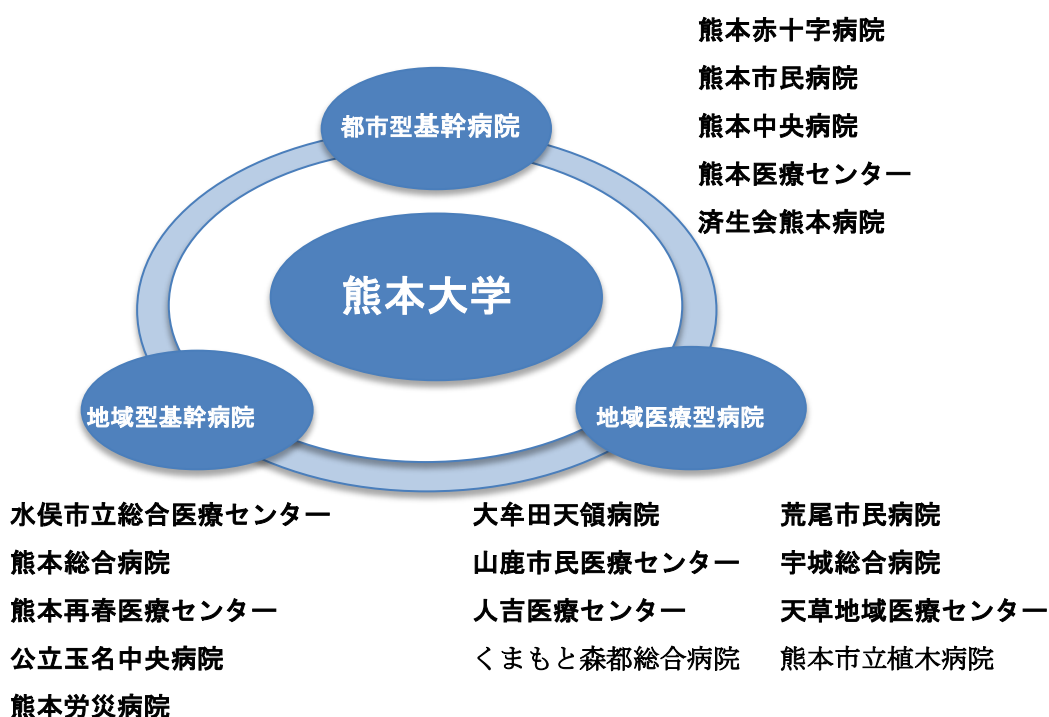 熊本赤十字病院
熊本市民病院
熊本中央病院
熊本医療センター
済生会熊本病院
都市型基幹病院
熊本大学
地域型基幹病院
地域医療型病院
水俣市立総合医療センター
熊本総合病院
熊本再春医療センター
公立玉名中央病院
熊本労災病院
大牟田天領病院
山鹿市民医療センター
人吉医療センター
くまもと森都総合病院
荒尾市民病院
宇城総合病院
天草地域医療センター
熊本市立植木病院